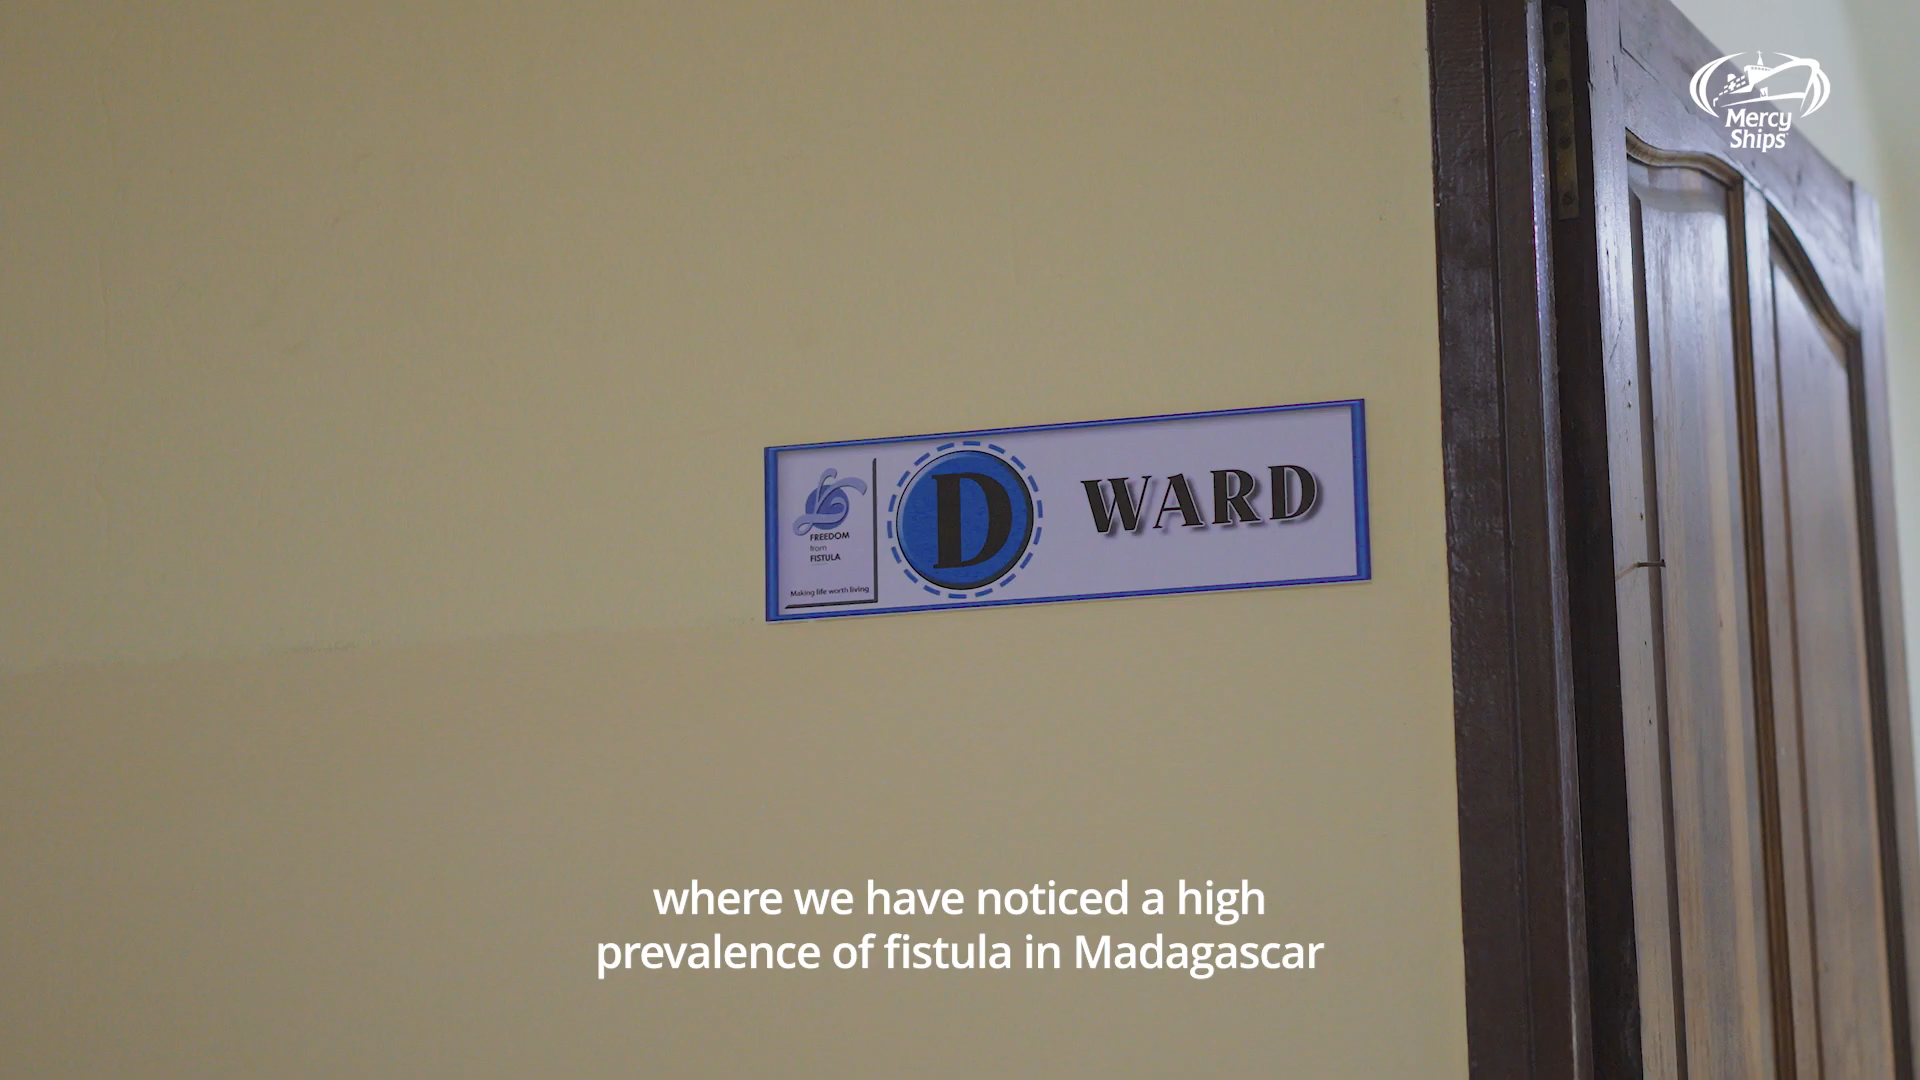 Mercy
Ships
FREEDOM
from
FISTULA
Making life worth living
D
WARD
where we have noticed a high
prevalence of fistula in Madagascar